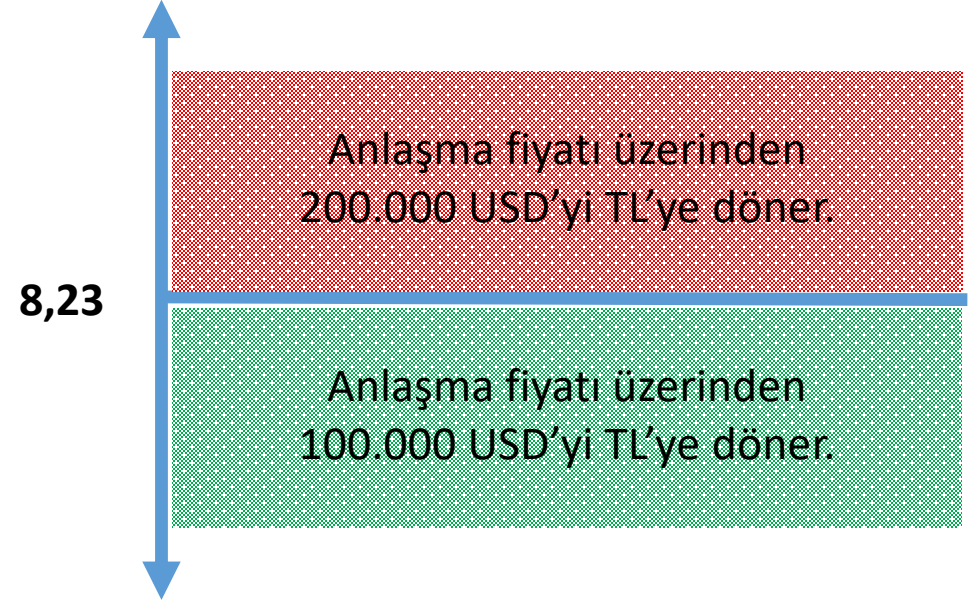 Anlaşma fiyatı üzerinden
200.000 USD’yi TL’ye döner.
8,23
Anlaşma fiyatı üzerinden
100.000 USD’yi TL’ye döner.